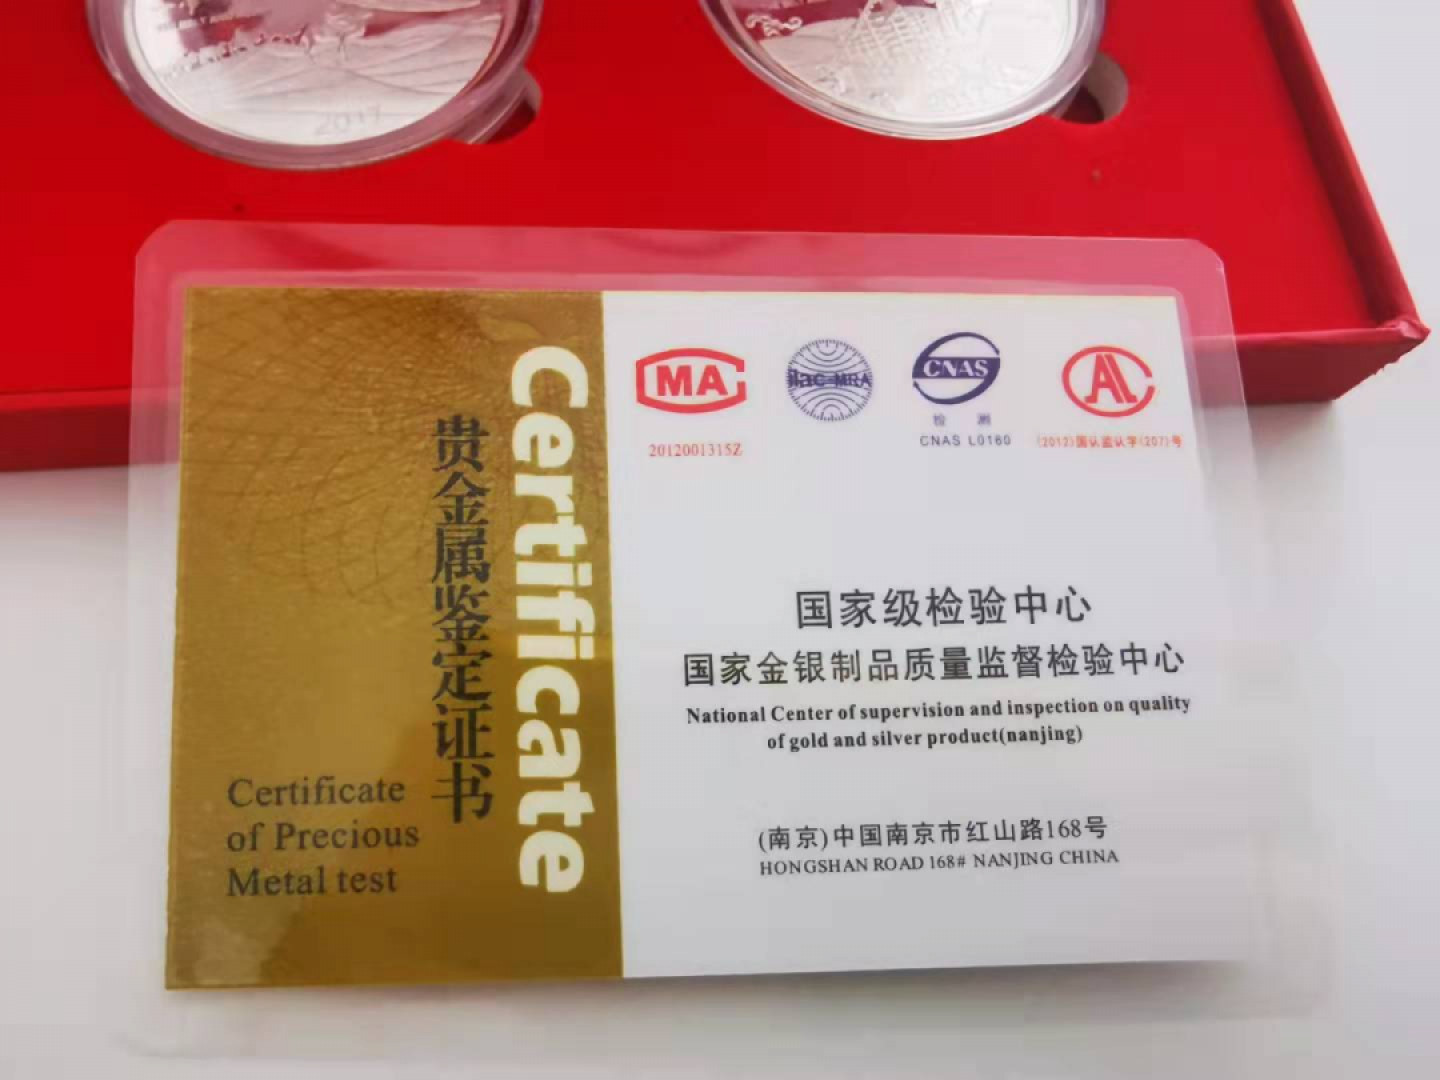 2017
贵金属鉴定证书
Certificate
Certificate
of Precious
Metal test
MA
2012001315Z
ilac-MRA
CNAS
检 测
CNAS L0160
(2012)国认监认字(207)号
国家级检验中心
国家金银制品质量监督检验中心
National Center of supervision and inspection on quality
of gold and silver product(nanjing)
(南京)中国南京市红山路168号
HONGSHAN ROAD 168# NANJING CHINA